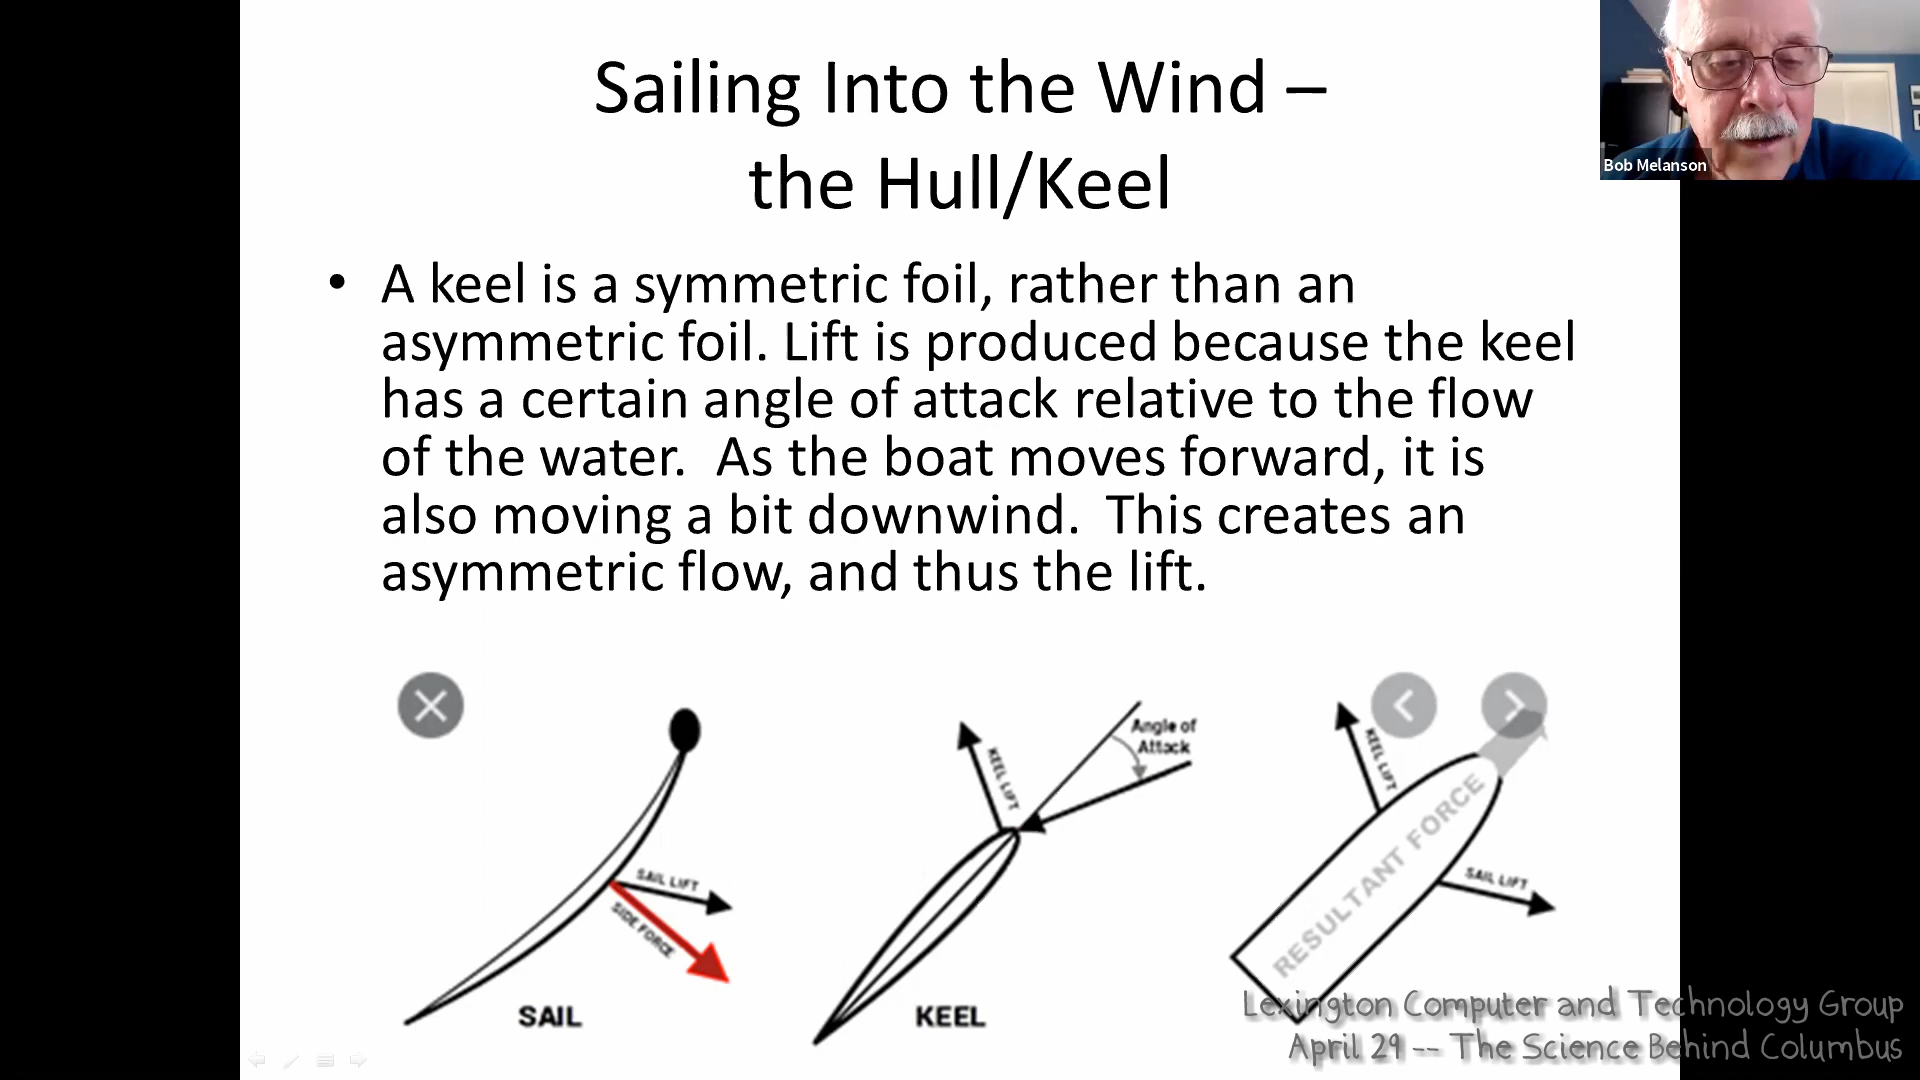 Sailing Into the Wind –
the Hull/Keel
Bob Melanson
• A keel is a symmetric foil, rather than an
asymmetric foil. Lift is produced because the keel
has a certain angle of attack relative to the flow
of the water.  As the boat moves forward, it is
also moving a bit downwind.  This creates an
asymmetric flow, and thus the lift.
SAIL LIFT
SIDE FORCE
SAIL
KEEL LIFT
Angle of
Attack
KEEL
KEEL LIFT
RESULTANT FORCE
SAIL LIFT
Lexington Computer and Technology Group
April 29 -- The Science Behind Columbus